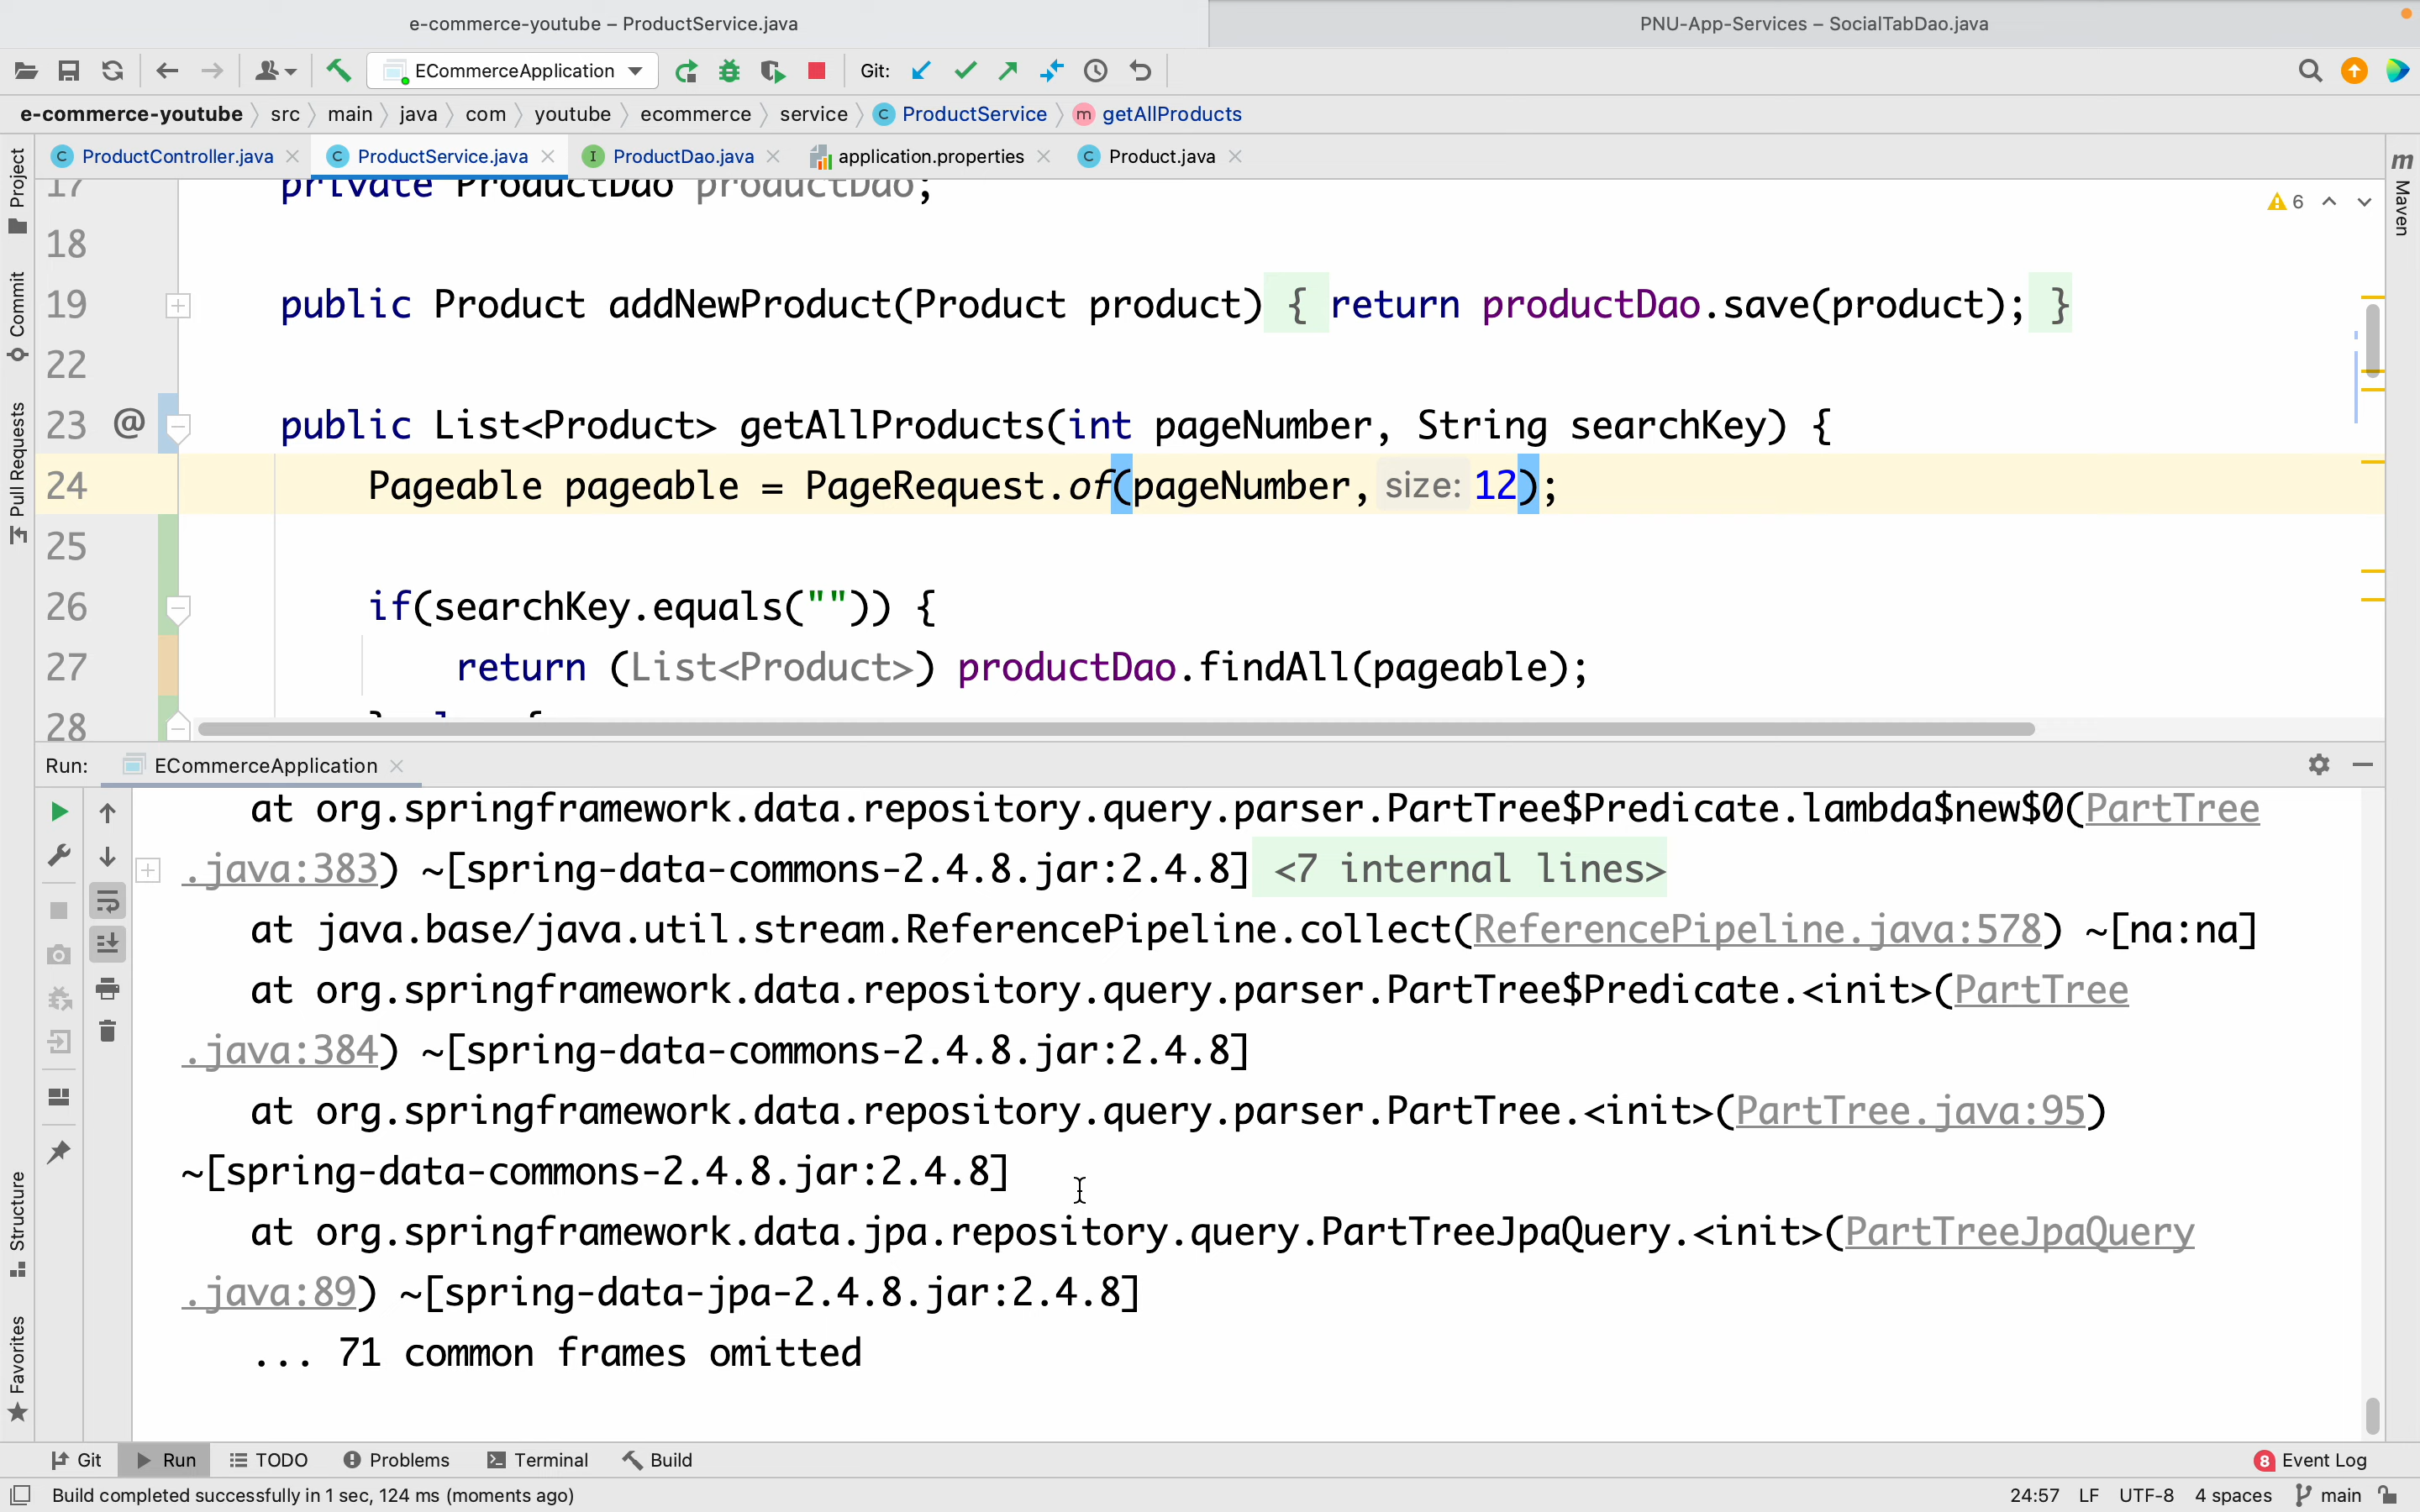 e-commerce-youtube – ProductService.java
PNU-App-Services – SocialTabDao.java
ECommerceApplication
Git:
e-commerce-youtube src main java com youtube ecommerce service ProductService getAllProducts
ProductController.java ProductService.java ProductDao.java application.properties Product.java
Project
Commit
Pull Requests
Structure
Favorites
Maven
6
17 private ProductDao productDao;
18
19 public Product addNewProduct(Product product) { return productDao.save(product); }
22
23 @ public List<Product> getAllProducts(int pageNumber, String searchKey) {
24 Pageable pageable = PageRequest.of(pageNumber, size: 12);
25
26 if(searchKey.equals("")) {
27 return (List<Product>) productDao.findAll(pageable);
28
Run: ECommerceApplication
at org.springframework.data.repository.query.parser.PartTree$Predicate.lambda$new$0(PartTree
.java:383) ~[spring-data-commons-2.4.8.jar:2.4.8] <7 internal lines>
at java.base/java.util.stream.ReferencePipeline.collect(ReferencePipeline.java:578) ~[na:na]
at org.springframework.data.repository.query.parser.PartTree$Predicate.<init>(PartTree
.java:384) ~[spring-data-commons-2.4.8.jar:2.4.8]
at org.springframework.data.repository.query.parser.PartTree.<init>(PartTree.java:95)
~[spring-data-commons-2.4.8.jar:2.4.8]
at org.springframework.data.jpa.repository.query.PartTreeJpaQuery.<init>(PartTreeJpaQuery
.java:89) ~[spring-data-jpa-2.4.8.jar:2.4.8]
... 71 common frames omitted
Git Run TODO Problems Terminal Build
8 Event Log
Build completed successfully in 1 sec, 124 ms (moments ago)
24:57 LF UTF-8 4 spaces main